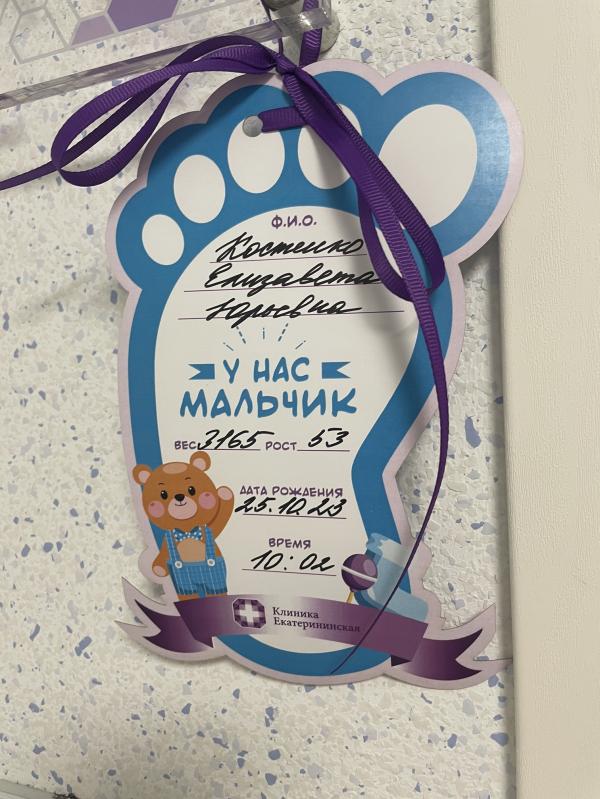 Ф.И.О.
Костенко
Елизавета
Юрьевна
У НАС
МАЛЬЧИК
ВЕС 3165 РОСТ 53
ДАТА РОЖДЕНИЯ
25.10.23
ВРЕМЯ
10:02
Клиника
Екатерининская